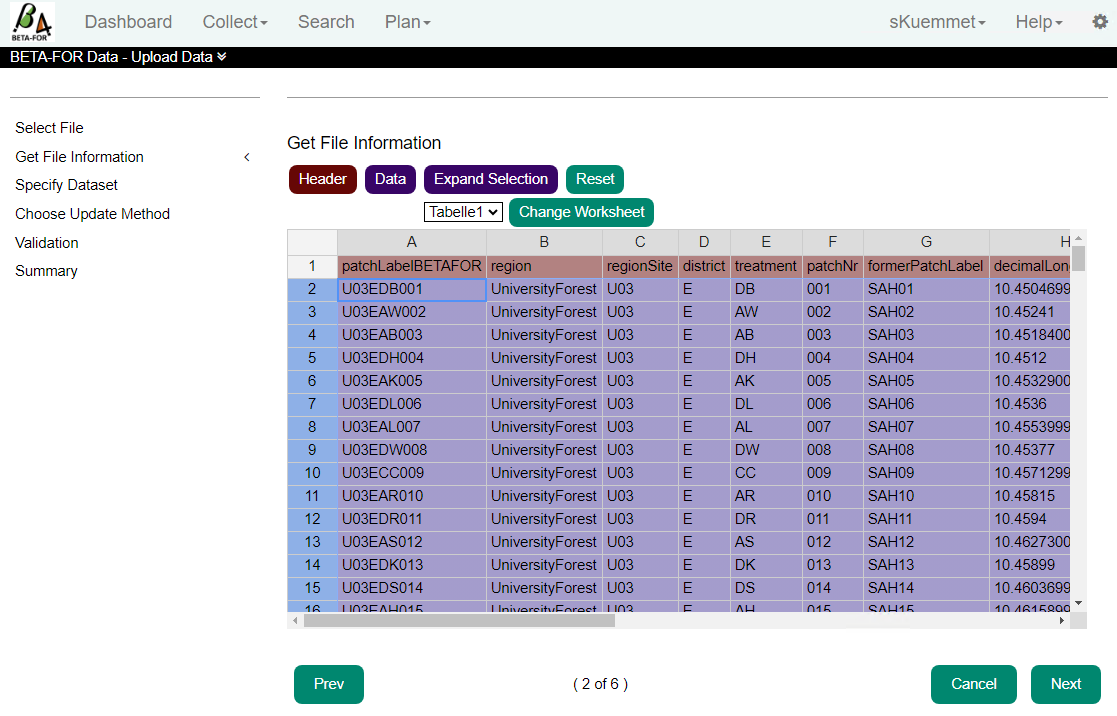 BETA-FOR Dashboard Collect Search Plan sKuemmet Help
BETA-FOR Data - Upload Data
Select File
Get File Information
Specify Dataset
Choose Update Method
Validation
Summary
Get File Information
Header Data Expand Selection Reset
Tabelle1 Change Worksheet
A B C D E F G H
1 patchLabelBETAFOR region regionSite district treatment patchNr formerPatchLabel decimalLon
2 U03EDB001 UniversityForest U03 E DB 001 SAH01 10.4504699
3 U03EAW002 UniversityForest U03 E AW 002 SAH02 10.45241
4 U03EAB003 UniversityForest U03 E AB 003 SAH03 10.4518400
5 U03EDH004 UniversityForest U03 E DH 004 SAH04 10.4512
6 U03EAK005 UniversityForest U03 E AK 005 SAH05 10.4532900
7 U03EDL006 UniversityForest U03 E DL 006 SAH06 10.4536
8 U03EAL007 UniversityForest U03 E AL 007 SAH07 10.4553999
9 U03EDW008 UniversityForest U03 E DW 008 SAH08 10.45377
10 U03ECC009 UniversityForest U03 E CC 009 SAH09 10.4571299
11 U03EAR010 UniversityForest U03 E AR 010 SAH10 10.45815
12 U03EDR011 UniversityForest U03 E DR 011 SAH11 10.4594
13 U03EAS012 UniversityForest U03 E AS 012 SAH12 10.4627300
14 U03EDK013 UniversityForest U03 E DK 013 SAH13 10.45899
15 U03EDS014 UniversityForest U03 E DS 014 SAH14 10.4603699
16 U03EAH015 UniversityForest U03 E AH 015 SAH15 10.4615899
Prev ( 2 of 6 ) Cancel Next